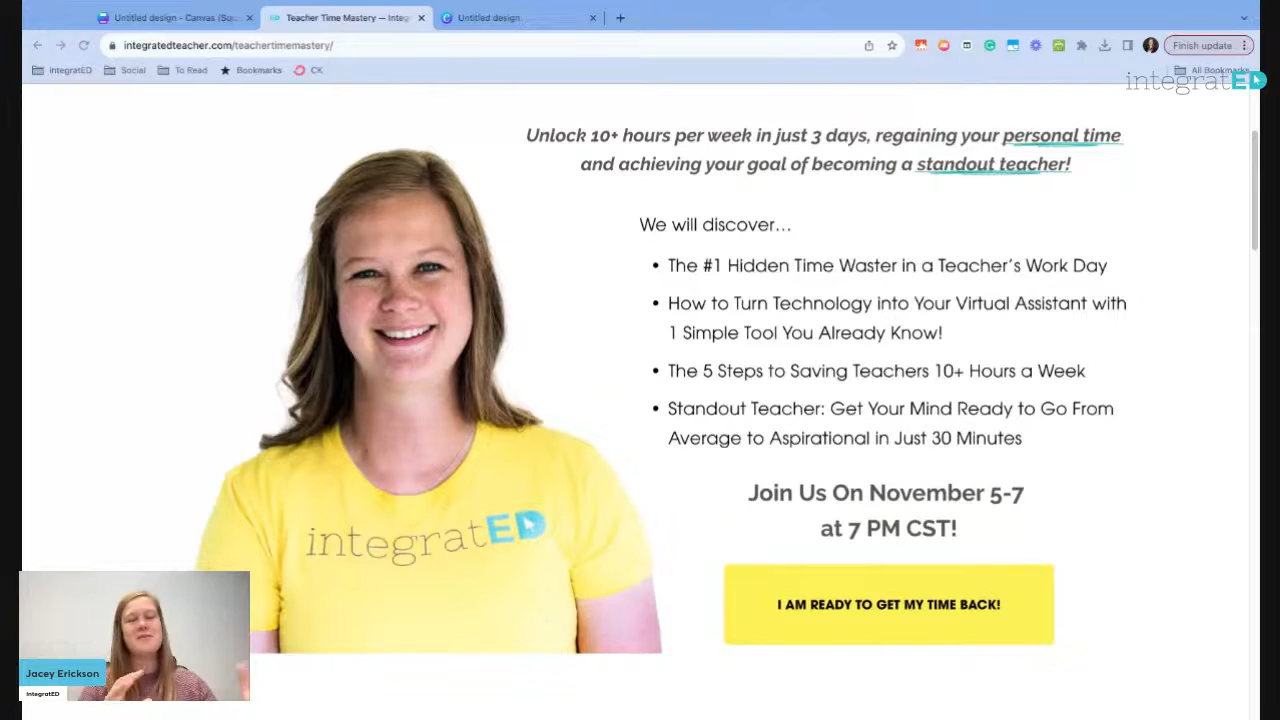 Untitled design - Canvas (Squ
Teacher Time Mastery — Integ
Untitled design
integratedteacher.com/teachertimemastery/
Finish update
IntegratED
Social
To Read
Bookmarks
CK
All Bookmarks
integratED
Unlock 10+ hours per week in just 3 days, regaining your personal time
and achieving your goal of becoming a standout teacher!
We will discover...
• The #1 Hidden Time Waster in a Teacher's Work Day
• How to Turn Technology into Your Virtual Assistant with
1 Simple Tool You Already Know!
• The 5 Steps to Saving Teachers 10+ Hours a Week
• Standout Teacher: Get Your Mind Ready to Go From
Average to Aspirational in Just 30 Minutes
Join Us On November 5-7
at 7 PM CST!
I AM READY TO GET MY TIME BACK!
integratED
Jacey Erickson
IntegratED